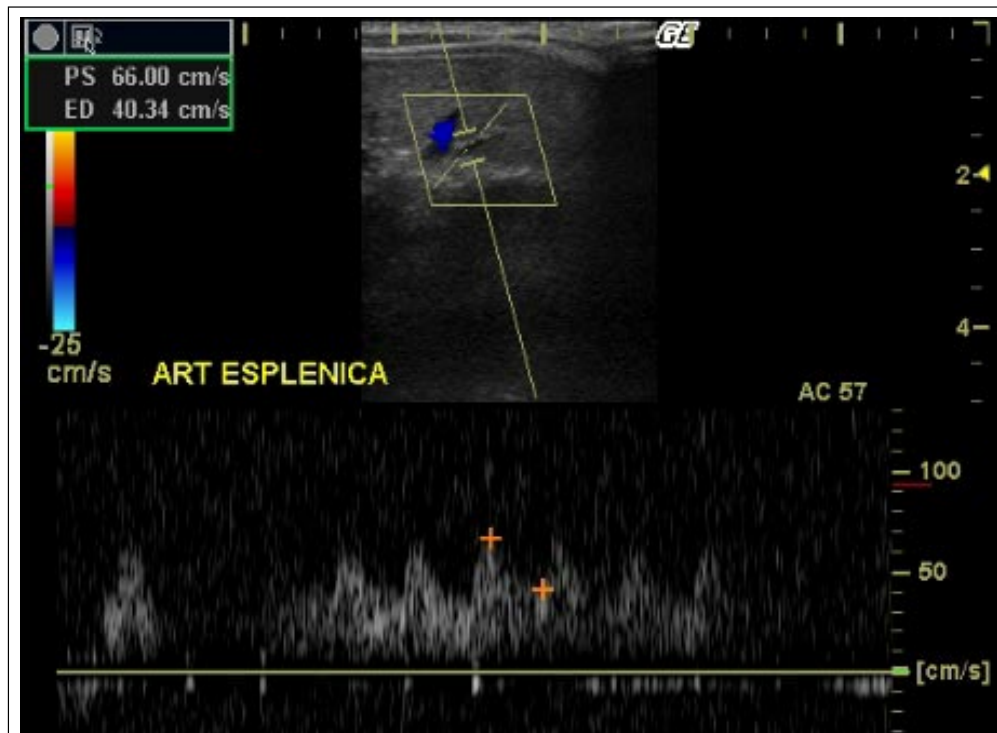 GE
PS 66.00 cm/s
ED 40.34 cm/s
2
-25
cm/s
4
ART ESPLENICA
AC 57
100
50
[cm/s]